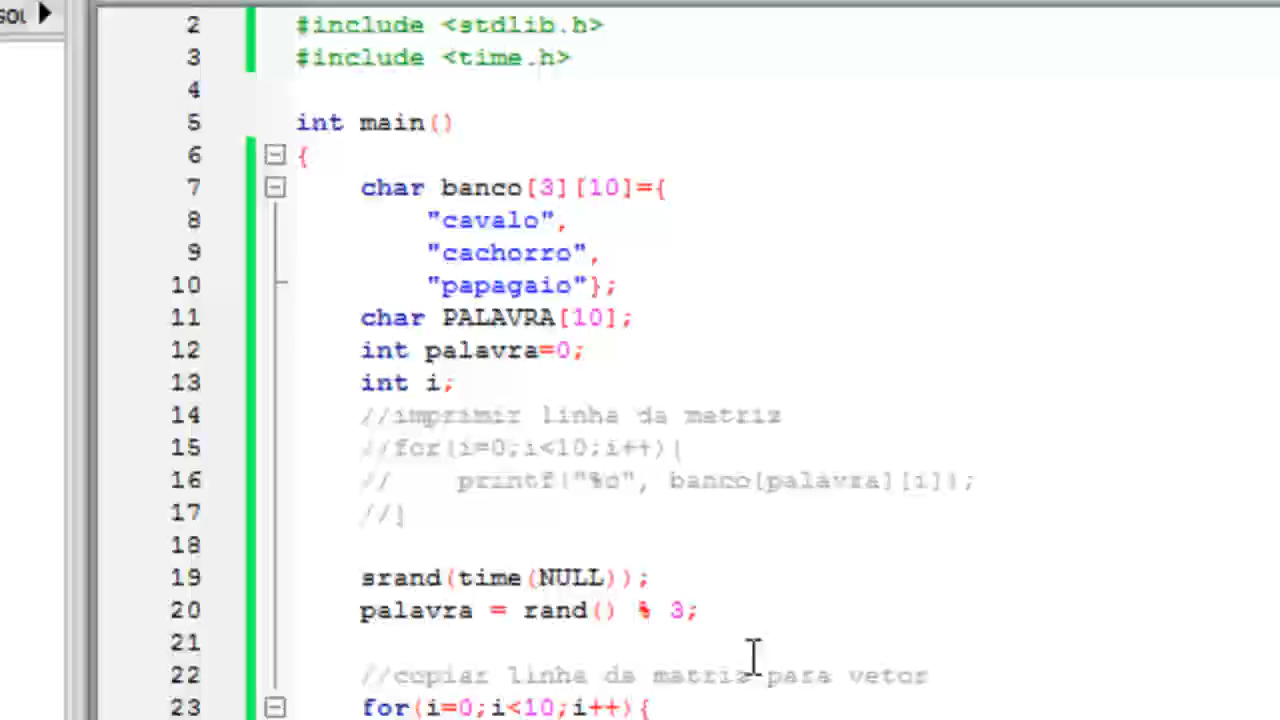 2 #include <stdlib.h>
3 #include <time.h>
4
5 int main()
6 {
7 char banco[3][10]={
8 "cavalo",
9 "cachorro",
10 "papagaio"};
11 char PALAVRA[10];
12 int palavra=0;
13 int i;
14 //imprimir linha da matriz
15 //for(i=0;i<10;i++){
16 // printf("%c", banco[palavra][i]);
17 //}
18
19 srand(time(NULL));
20 palavra = rand() % 3;
21
22 //copiar linha da matriz para vetor
23 for(i=0;i<10;i++){